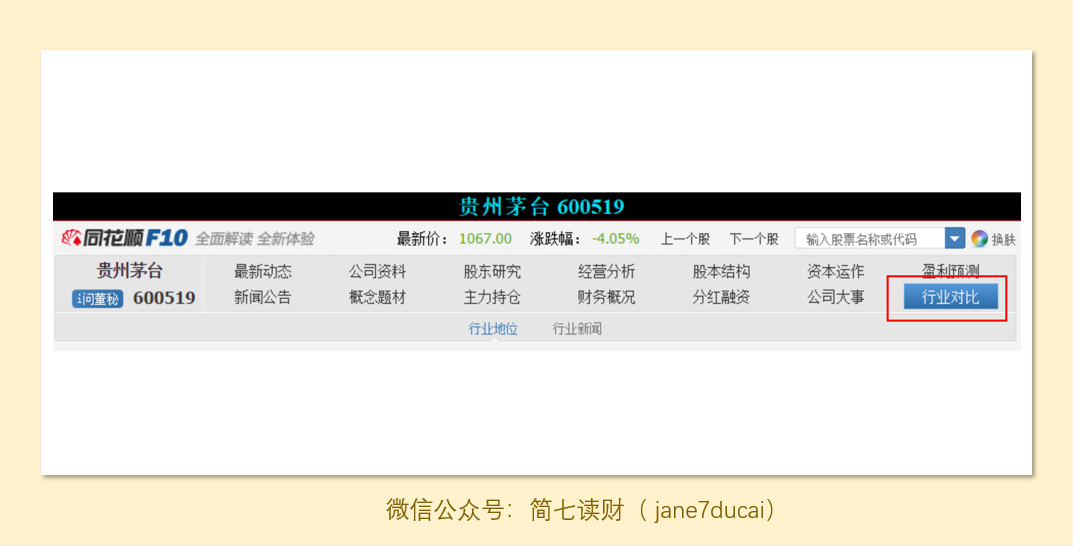 贵州茅台 600519
同花顺F10 全面解读 全新体验 最新价: 1067.00 涨跌幅: -4.05% 上一个股 下一个股 输入股票名称或代码 换肤
贵州茅台 最新动态 公司资料 股东研究 经营分析 股本结构 资本运作 盈利预测
问董秘 600519 新闻公告 概念题材 主力持仓 财务概况 分红融资 公司大事 行业对比
行业地位 行业新闻
微信公众号: 简七读财 ( jane7ducai)